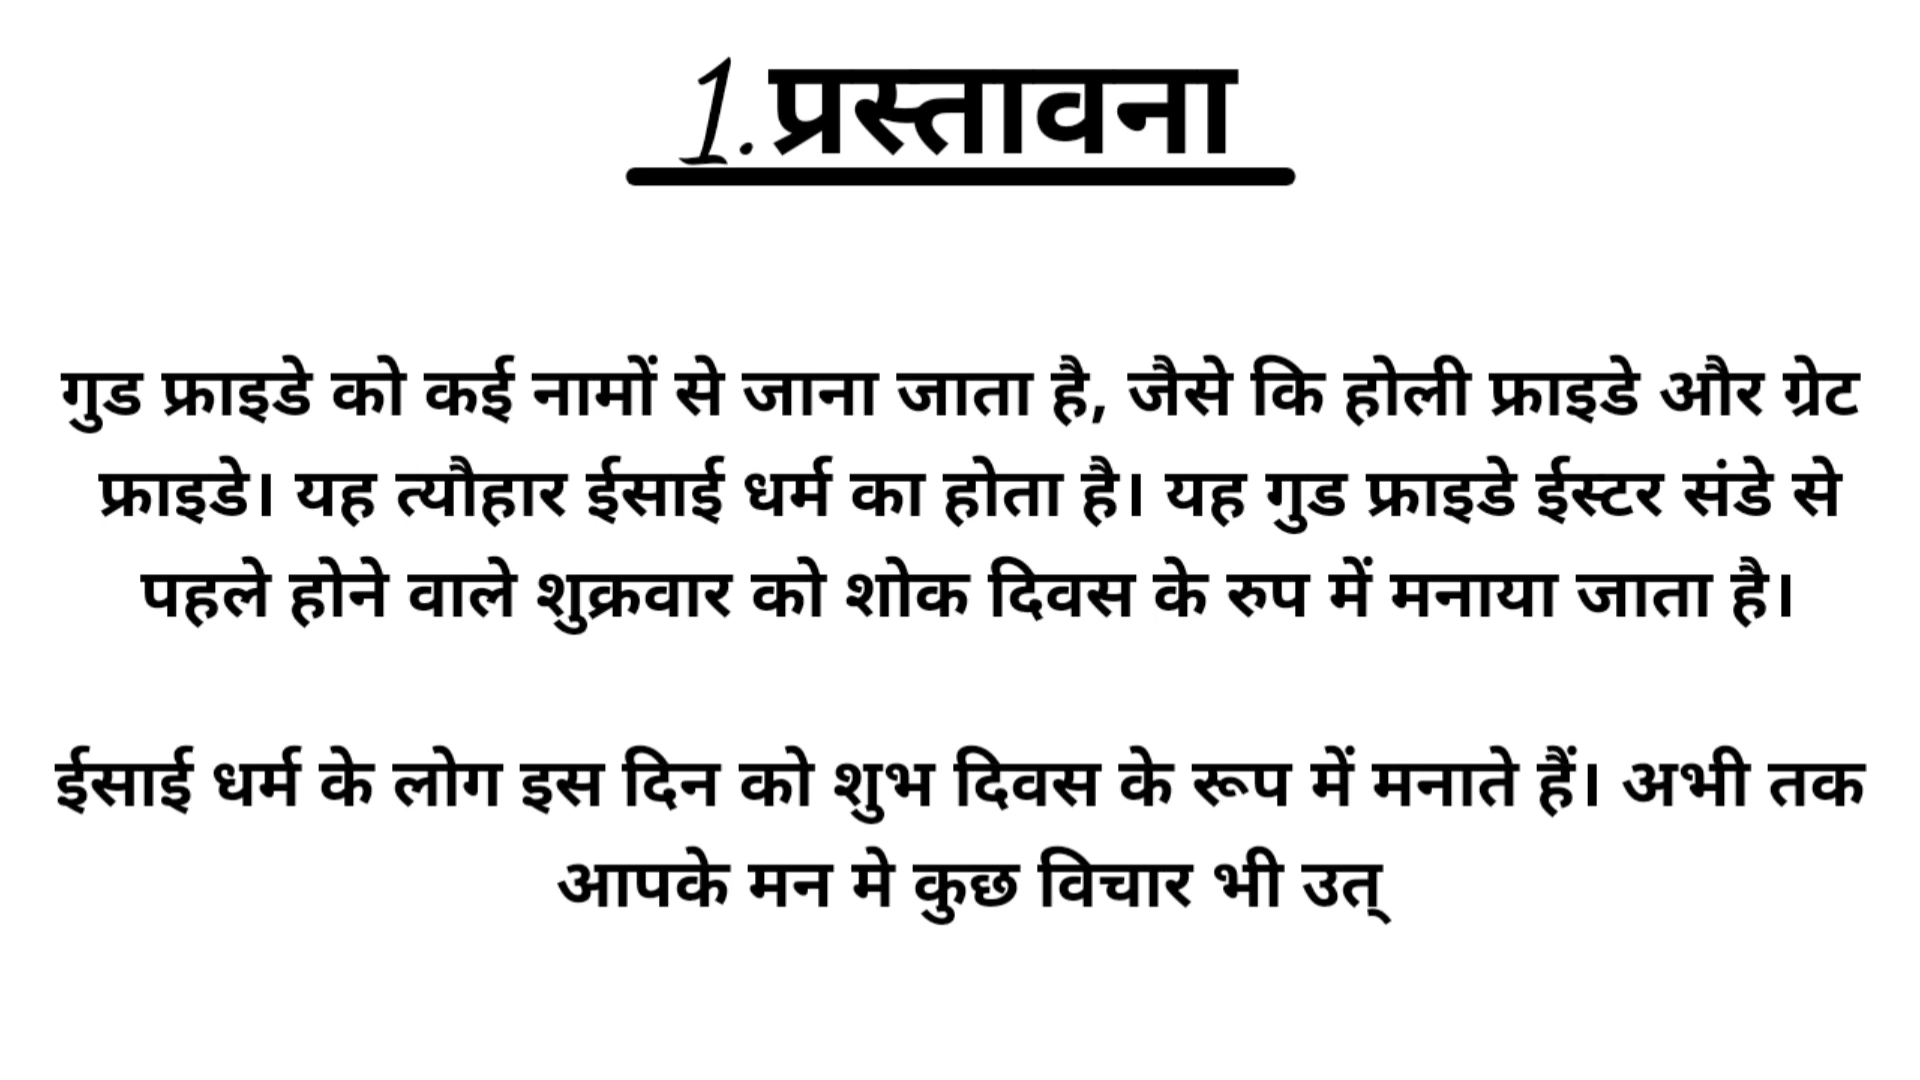 1.प्रस्तावना
गुड फ्राइडे को कई नामों से जाना जाता है, जैसे कि होली फ्राइडे और ग्रेट
फ्राइडे। यह त्यौहार ईसाई धर्म का होता है। यह गुड फ्राइडे ईस्टर संडे से
पहले होने वाले शुक्रवार को शोक दिवस के रुप में मनाया जाता है।
ईसाई धर्म के लोग इस दिन को शुभ दिवस के रूप में मनाते हैं। अभी तक
आपके मन मे कुछ विचार भी उत्